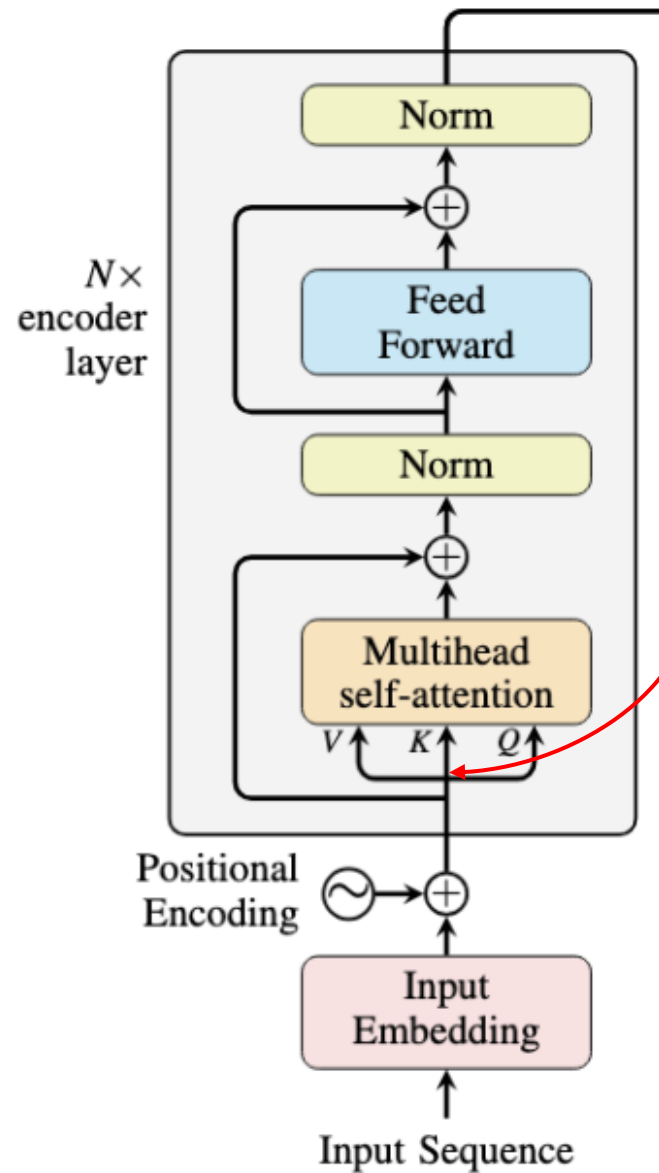 Norm
N×
encoder
layer
Feed
Forward
Norm
Multihead
self-attention
V K Q
Positional
Encoding
Input
Embedding
Input Sequence